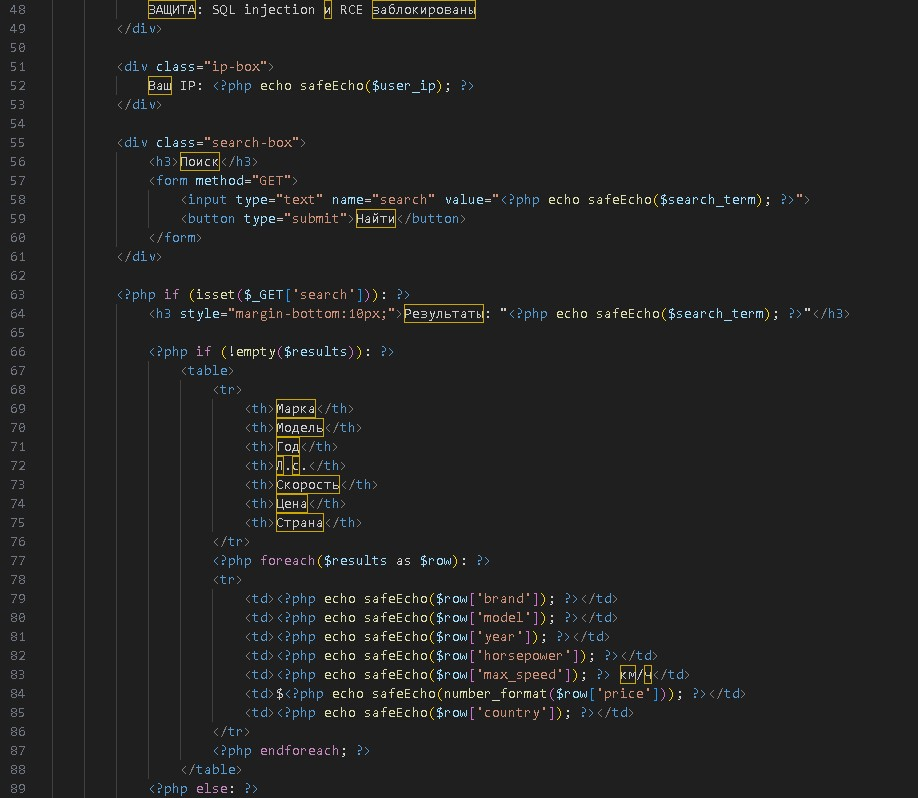 48 ЗАЩИТА: SQL injection и RCE заблокированы
49 </div>
50
51 <div class="ip-box">
52 Ваш IP: <?php echo safeEcho($user_ip); ?>
53 </div>
54
55 <div class="search-box">
56 <h3>Поиск</h3>
57 <form method="GET">
58 <input type="text" name="search" value="<?php echo safeEcho($search_term); ?>">
59 <button type="submit">Найти</button>
60 </form>
61 </div>
62
63 <?php if (isset($_GET['search'])): ?>
64 <h3 style="margin-bottom:10px;">Результаты: "<?php echo safeEcho($search_term); ?>"</h3>
65
66 <?php if (!empty($results)): ?>
67 <table>
68 <tr>
69 <th>Марка</th>
70 <th>Модель</th>
71 <th>Год</th>
72 <th>Л.с.</th>
73 <th>Скорость</th>
74 <th>Цена</th>
75 <th>Страна</th>
76 </tr>
77 <?php foreach($results as $row): ?>
78 <tr>
79 <td><?php echo safeEcho($row['brand']); ?></td>
80 <td><?php echo safeEcho($row['model']); ?></td>
81 <td><?php echo safeEcho($row['year']); ?></td>
82 <td><?php echo safeEcho($row['horsepower']); ?></td>
83 <td><?php echo safeEcho($row['max_speed']); ?> км/ч</td>
84 <td>$<?php echo safeEcho(number_format($row['price'])); ?></td>
85 <td><?php echo safeEcho($row['country']); ?></td>
86 </tr>
87 <?php endforeach; ?>
88 </table>
89 <?php else: ?>